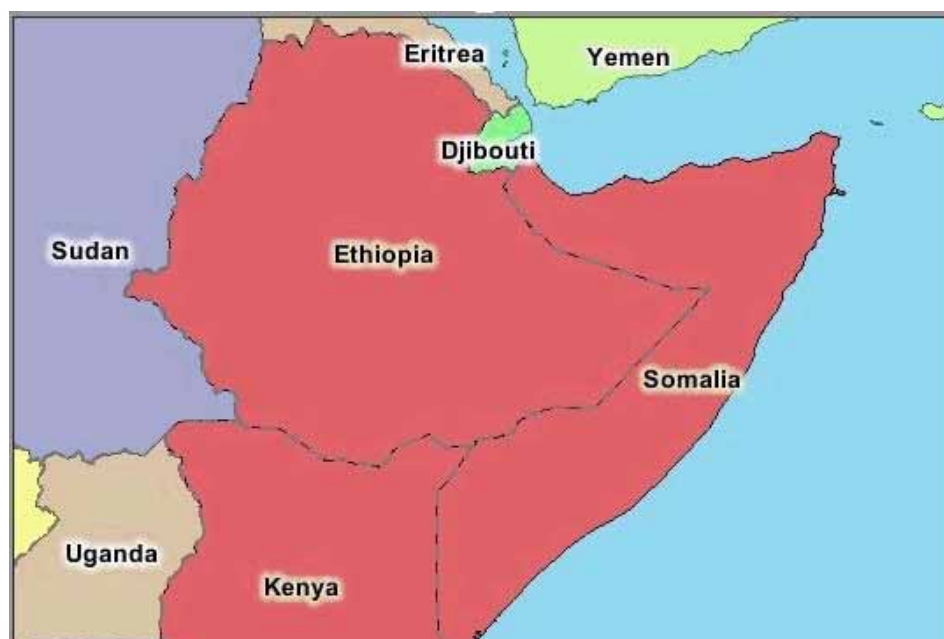 Eritrea
Yemen
Djibouti
Sudan
Ethiopia
Somalia
Uganda
Kenya